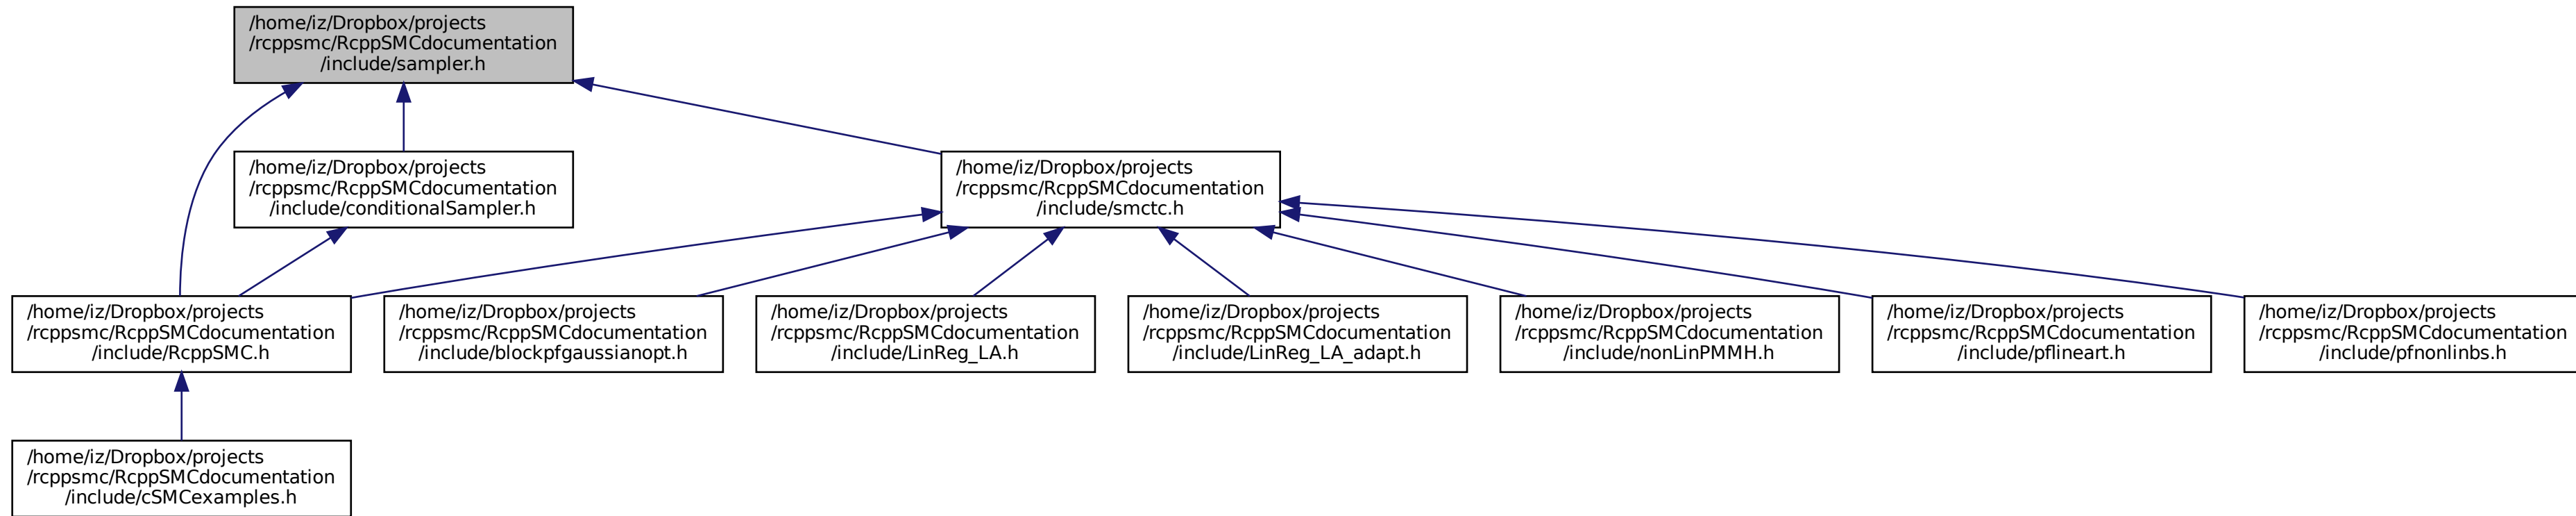 /home/iz/Dropbox/projects
/rcppsmc/RcppSMCdocumentation
/include/sampler.h
/home/iz/Dropbox/projects
/rcppsmc/RcppSMCdocumentation
/include/conditionalSampler.h
/home/iz/Dropbox/projects
/rcppsmc/RcppSMCdocumentation
/include/smctc.h
/home/iz/Dropbox/projects
/rcppsmc/RcppSMCdocumentation
/include/RcppSMC.h
/home/iz/Dropbox/projects
/rcppsmc/RcppSMCdocumentation
/include/blockpfgaussianopt.h
/home/iz/Dropbox/projects
/rcppsmc/RcppSMCdocumentation
/include/LinReg_LA.h
/home/iz/Dropbox/projects
/rcppsmc/RcppSMCdocumentation
/include/LinReg_LA_adapt.h
/home/iz/Dropbox/projects
/rcppsmc/RcppSMCdocumentation
/include/nonLinPMMH.h
/home/iz/Dropbox/projects
/rcppsmc/RcppSMCdocumentation
/include/pflineart.h
/home/iz/Dropbox/projects
/rcppsmc/RcppSMCdocumentation
/include/pfnonlinbs.h
/home/iz/Dropbox/projects
/rcppsmc/RcppSMCdocumentation
/include/cSMCexamples.h